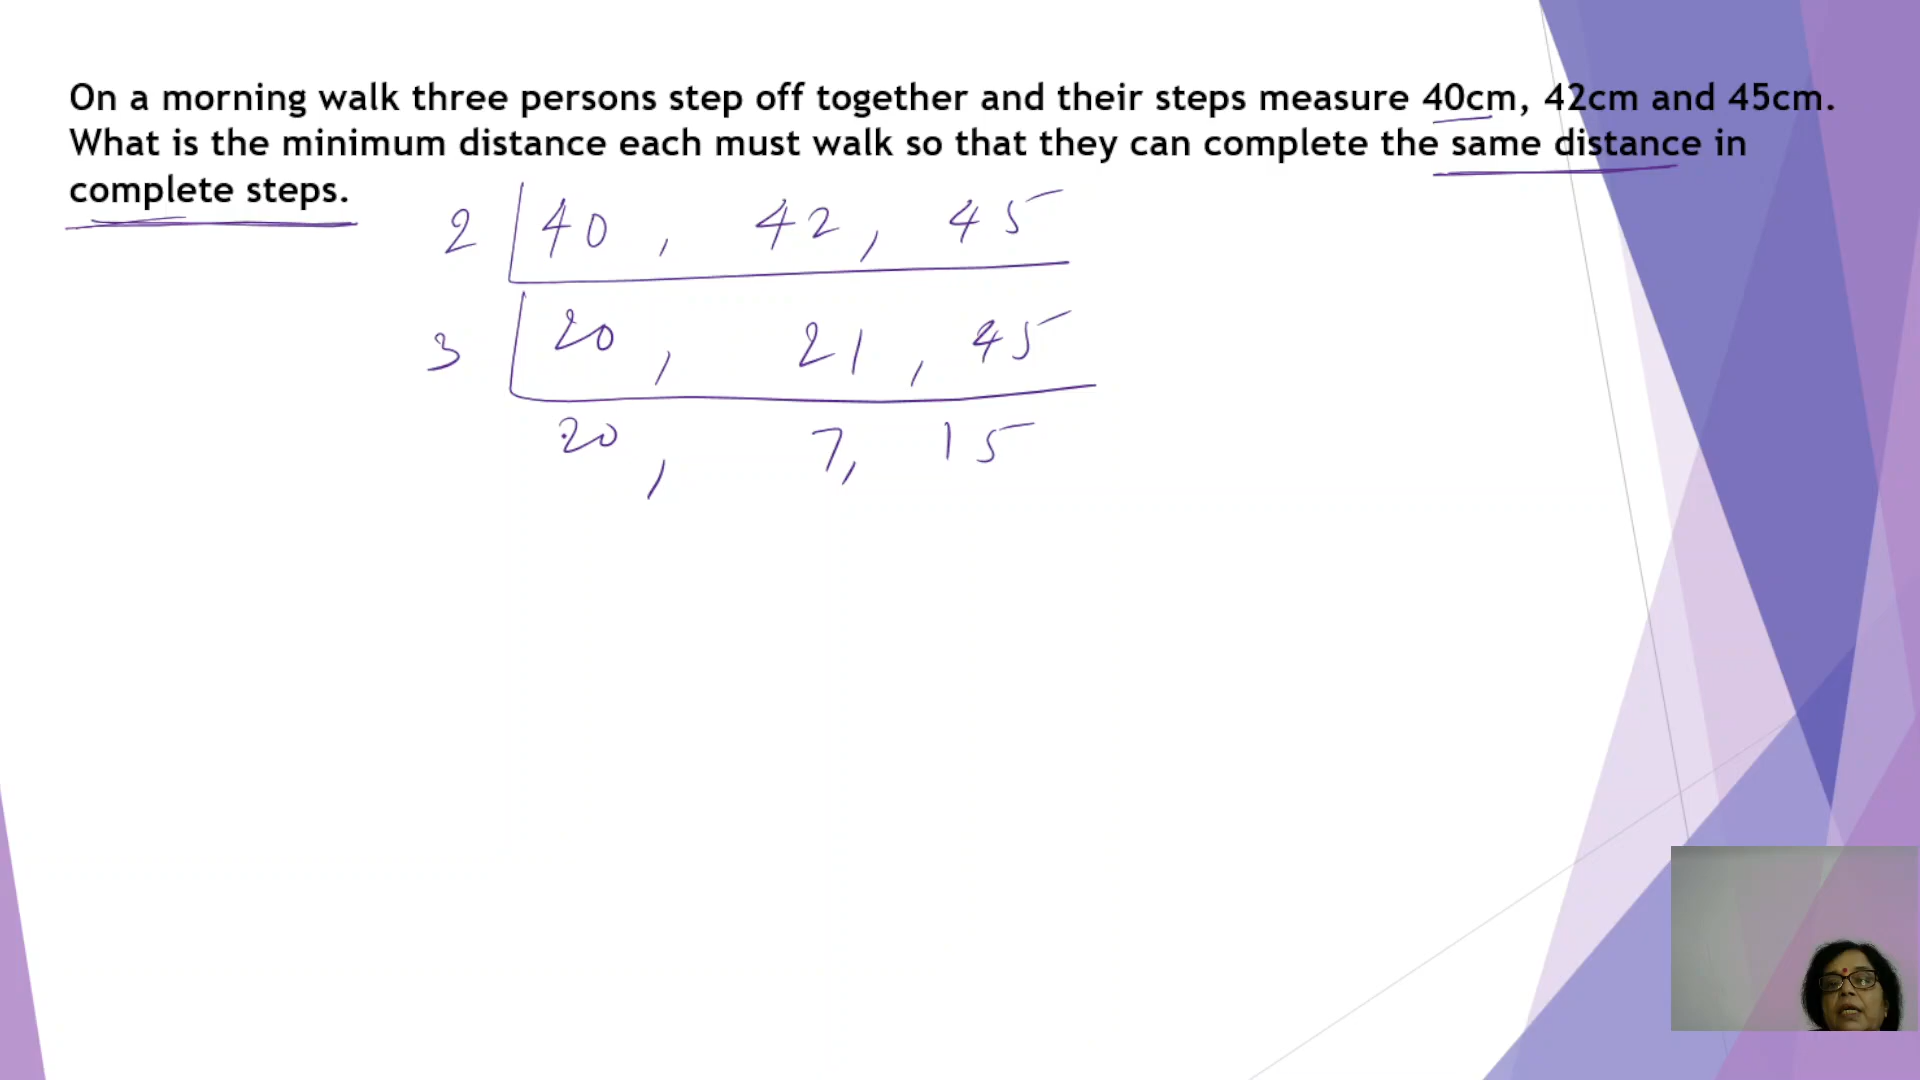 On a morning walk three persons step off together and their steps measure 40cm, 42cm and 45cm.
What is the minimum distance each must walk so that they can complete the same distance in
complete steps.
2 | 40 , 42 , 45
3 | 20 , 21 , 45
20 , 7 , 15